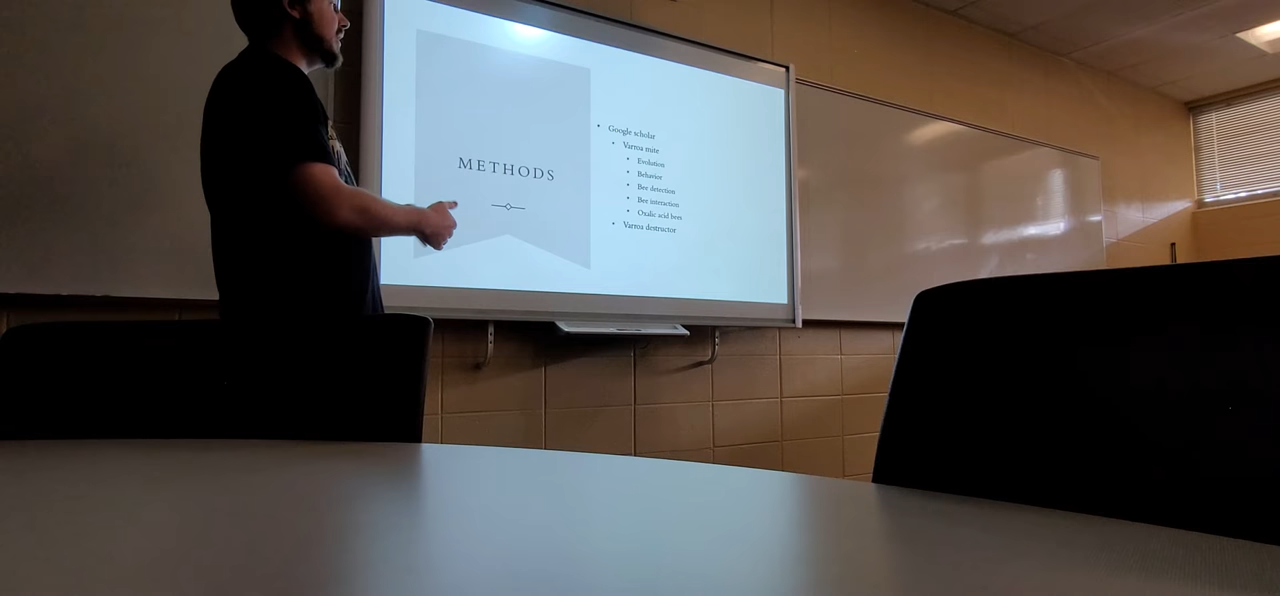 METHODS
Google scholar
Varroa mite
Evolution
Behavior
Bee detection
Bee interaction
Oxalic acid bees
Varroa destructor